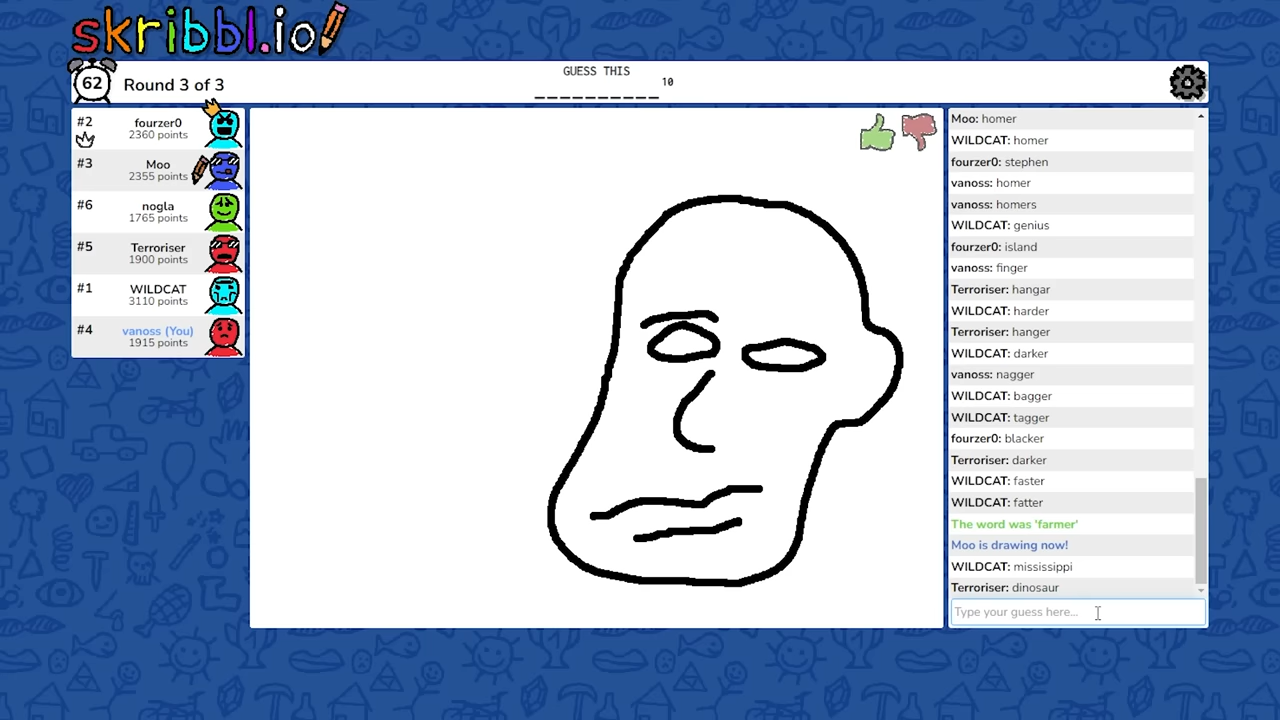 skribbl.io
62
Round 3 of 3
GUESS THIS
__________ 10
#2 fourzer0
2360 points
#3 Moo
2355 points
#6 nogla
1765 points
#5 Terroriser
1900 points
#1 WILDCAT
3110 points
#4 vanoss (You)
1915 points
Moo: homer
WILDCAT: homer
fourzer0: stephen
vanoss: homer
vanoss: homers
WILDCAT: genius
fourzer0: island
vanoss: finger
Terroriser: hangar
WILDCAT: harder
Terroriser: hanger
WILDCAT: darker
vanoss: nagger
WILDCAT: bagger
WILDCAT: tagger
fourzer0: blacker
Terroriser: darker
WILDCAT: faster
WILDCAT: fatter
The word was 'farmer'
Moo is drawing now!
WILDCAT: mississippi
Terroriser: dinosaur
Type your guess here...